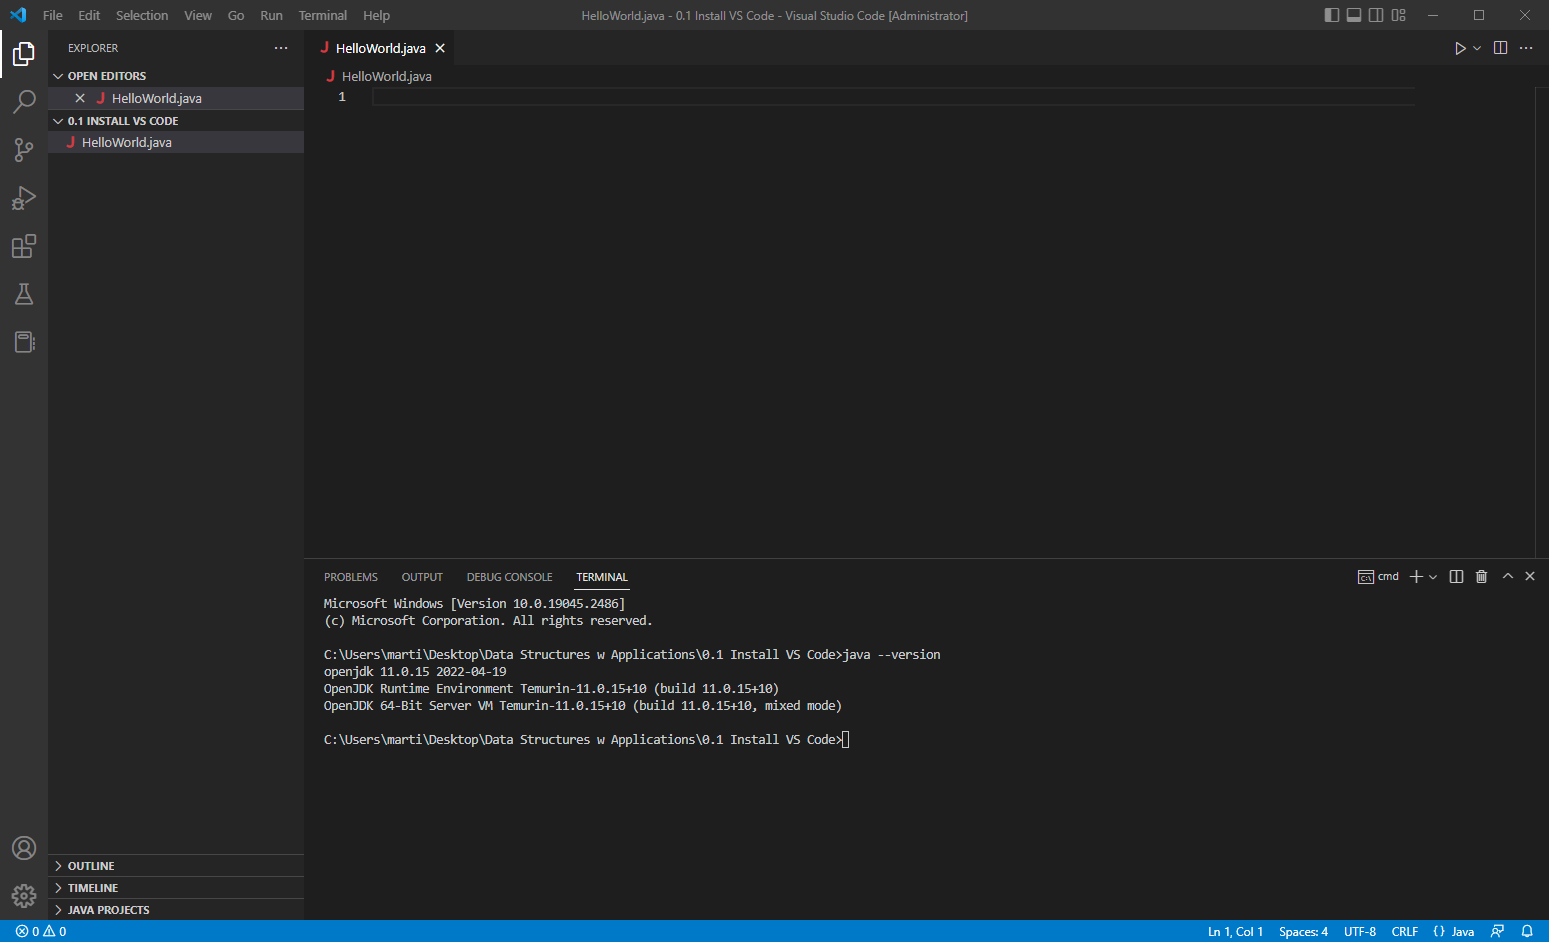 File Edit Selection View Go Run Terminal Help HelloWorld.java - 0.1 Install VS Code - Visual Studio Code [Administrator]
EXPLORER
OPEN EDITORS
HelloWorld.java
0.1 INSTALL VS CODE
HelloWorld.java
OUTLINE
TIMELINE
JAVA PROJECTS
HelloWorld.java
HelloWorld.java
1
PROBLEMS OUTPUT DEBUG CONSOLE TERMINAL cmd
Microsoft Windows [Version 10.0.19045.2486]
(c) Microsoft Corporation. All rights reserved.
C:\Users\marti\Desktop\Data Structures w Applications\0.1 Install VS Code>java --version
openjdk 11.0.15 2022-04-19
OpenJDK Runtime Environment Temurin-11.0.15+10 (build 11.0.15+10)
OpenJDK 64-Bit Server VM Temurin-11.0.15+10 (build 11.0.15+10, mixed mode)
C:\Users\marti\Desktop\Data Structures w Applications\0.1 Install VS Code>
0 0 Ln 1, Col 1 Spaces: 4 UTF-8 CRLF {} Java